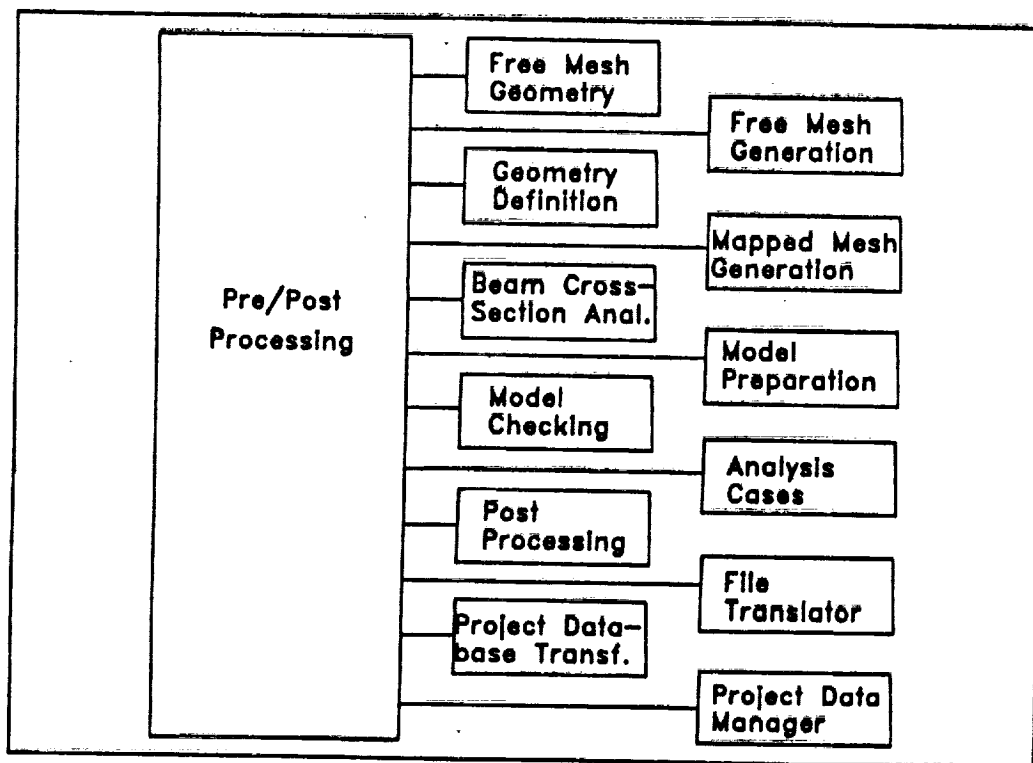 Pre/Post
Processing
Free Mesh
Geometry
Free Mesh
Generation
Geometry
Definition
Mapped Mesh
Generation
Beam Cross-
Section Anal.
Model
Preparation
Model
Checking
Analysis
Cases
Post
Processing
File
Translator
Project Data-
base Transf.
Project Data
Manager